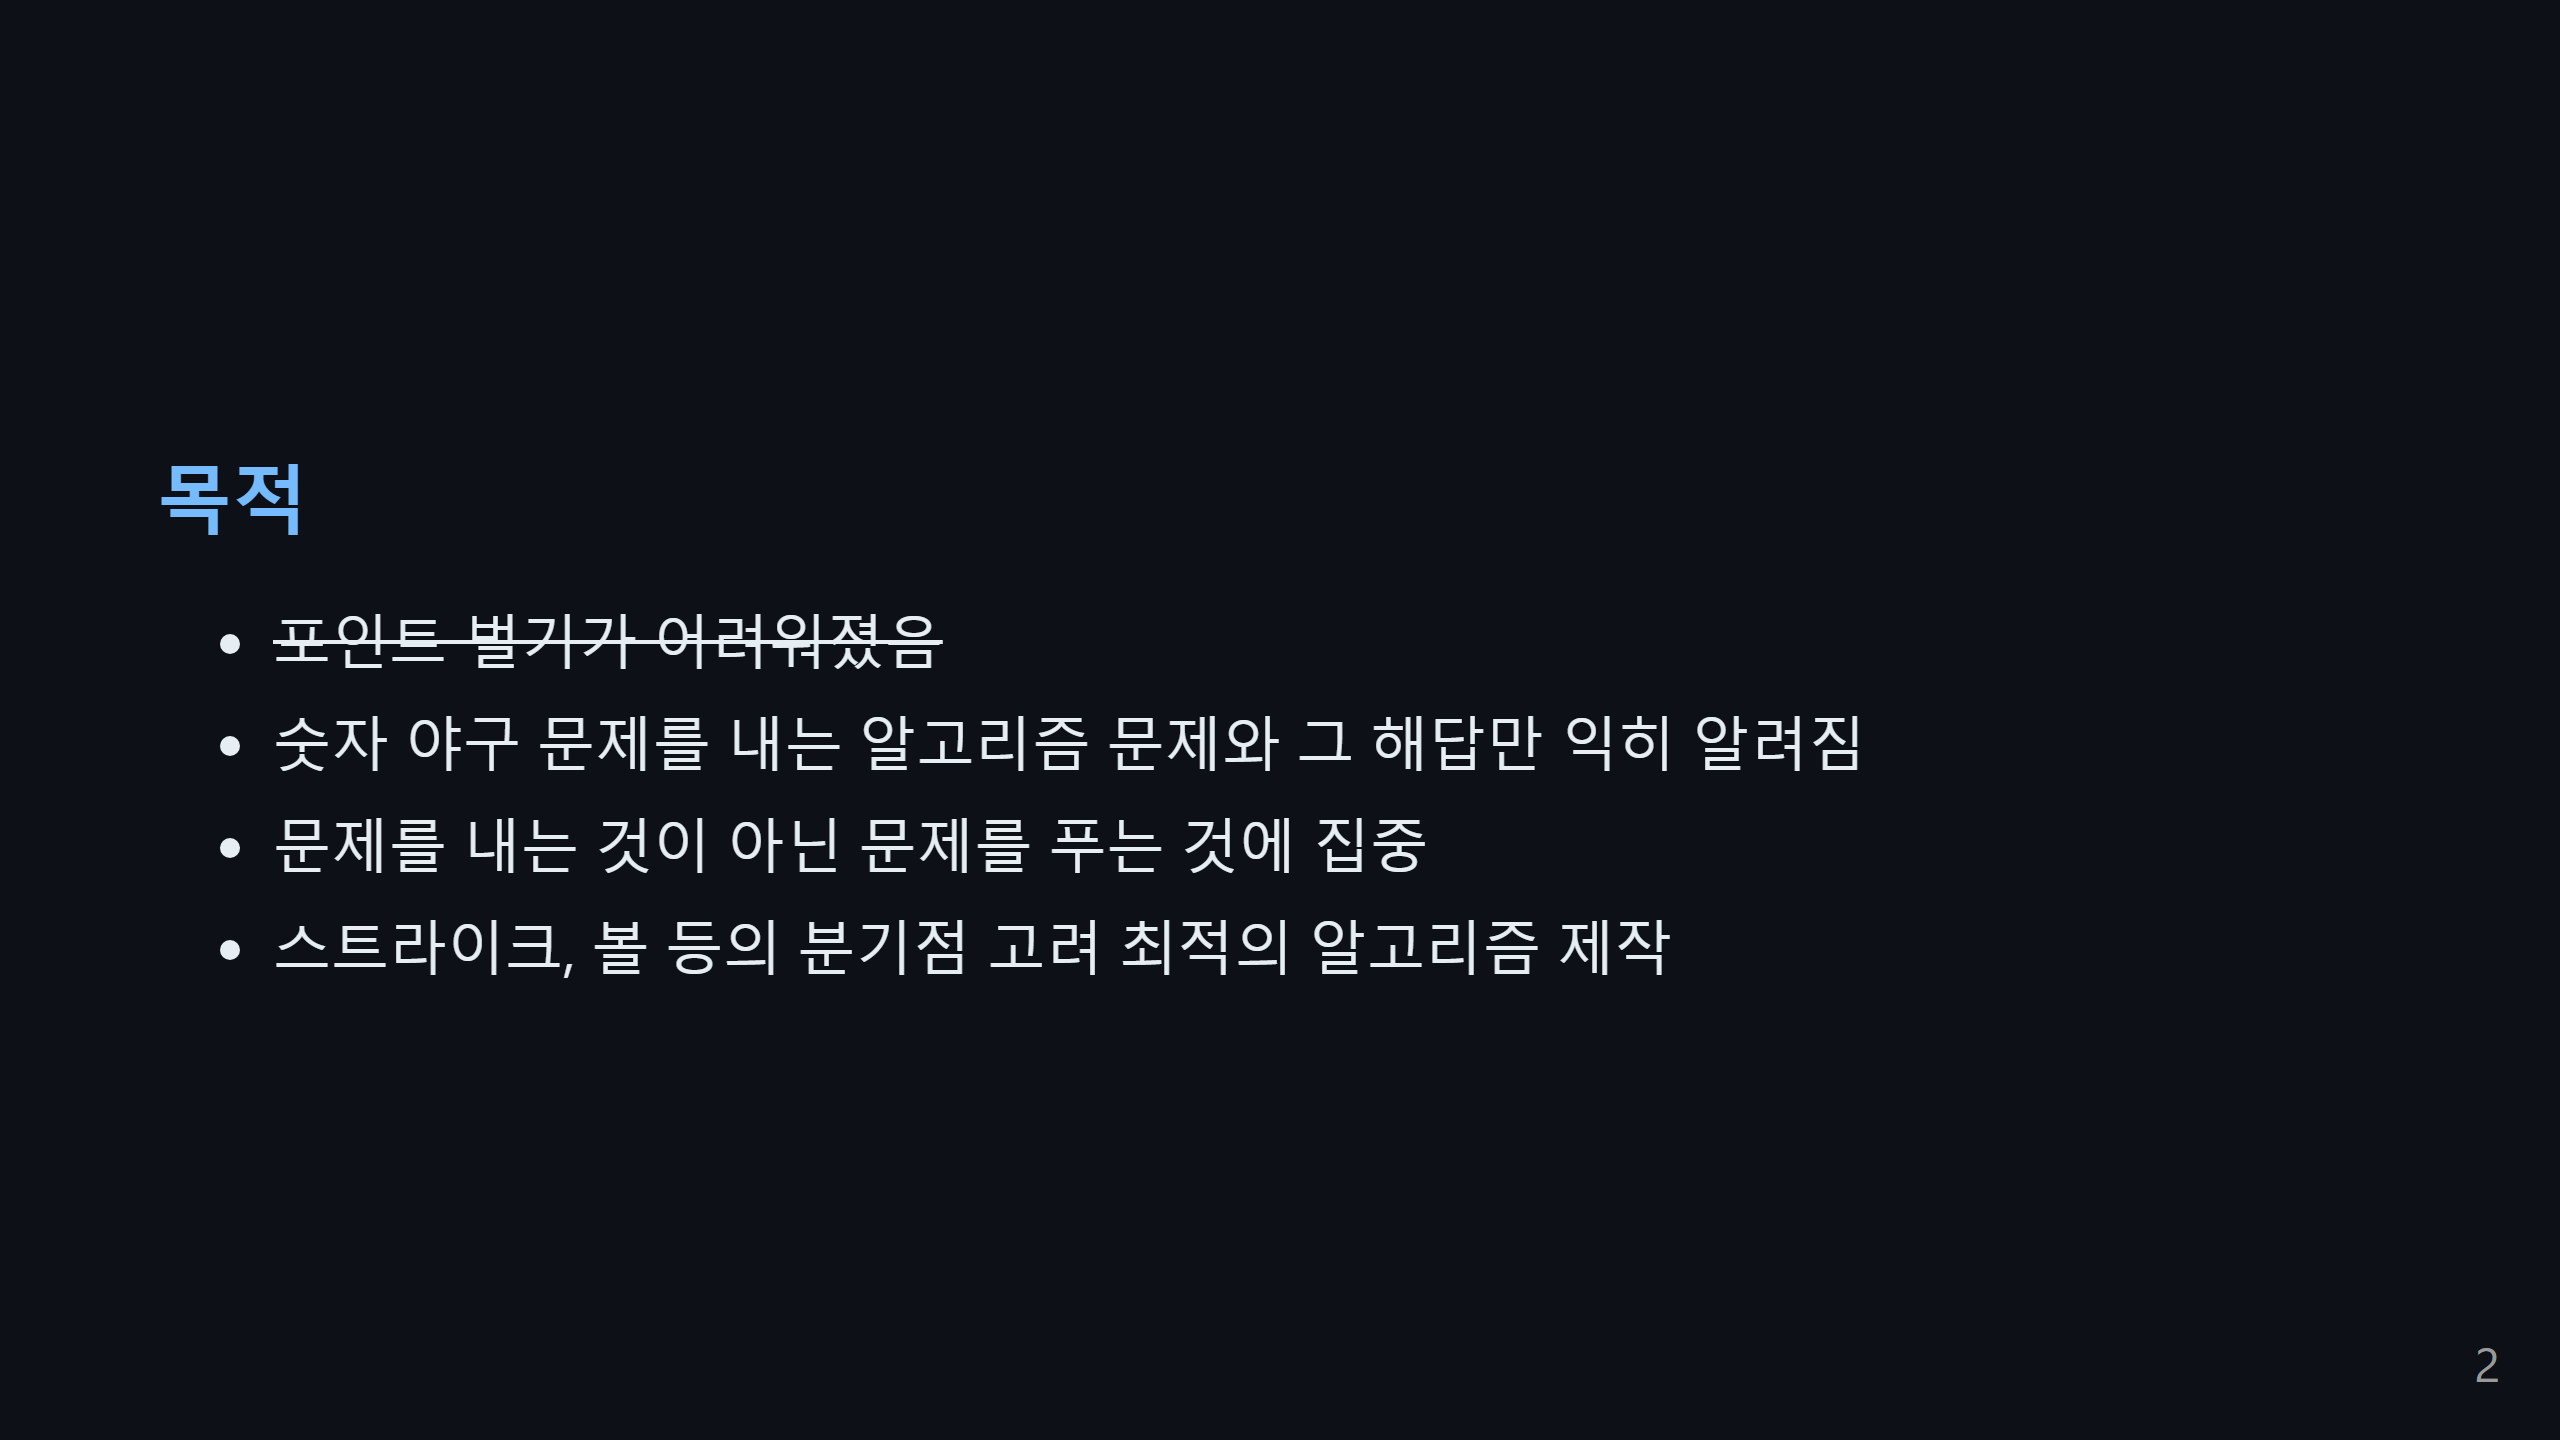 목적
포인트 벌기가 어려워졌음
숫자 야구 문제를 내는 알고리즘 문제와 그 해답만 익히 알려짐
문제를 내는 것이 아닌 문제를 푸는 것에 집중
스트라이크, 볼 등의 분기점 고려 최적의 알고리즘 제작
2